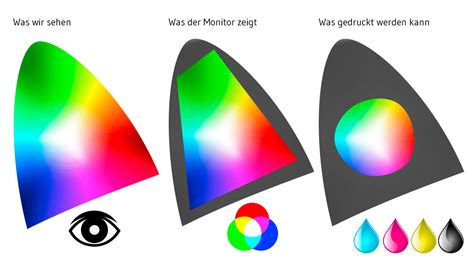 Was wir sehen
Was der Monitor zeigt
Was gedruckt werden kann